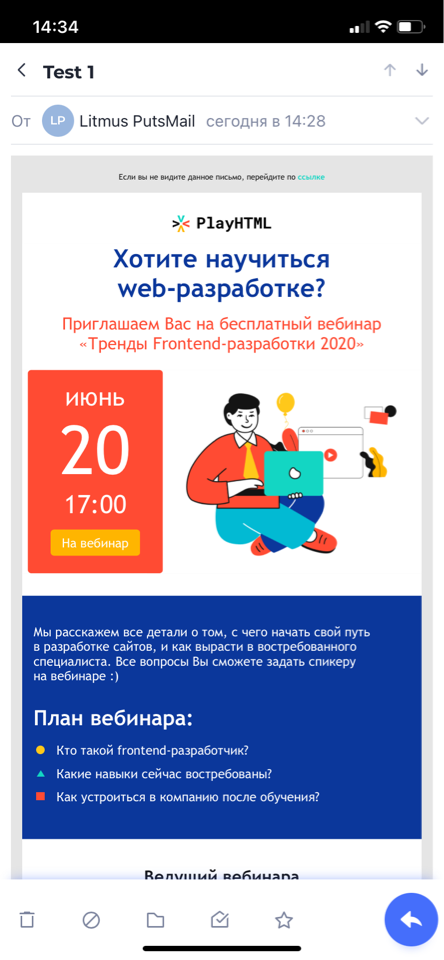 14:34
Test 1
От LP Litmus PutsMail сегодня в 14:28
Если вы не видите данное письмо, перейдите по ссылке
PlayHTML
Хотите научиться
web-разработке?
Приглашаем Вас на бесплатный вебинар
«Тренды Frontend-разработки 2020»
июнь
20
17:00
На вебинар
Мы расскажем все детали о том, с чего начать свой путь
в разработке сайтов, и как вырасти в востребованного
специалиста. Все вопросы Вы сможете задать спикеру
на вебинаре :)
План вебинара:
Кто такой frontend-разработчик?
Какие навыки сейчас востребованы?
Как устроиться в компанию после обучения?
Ведущий вебинара